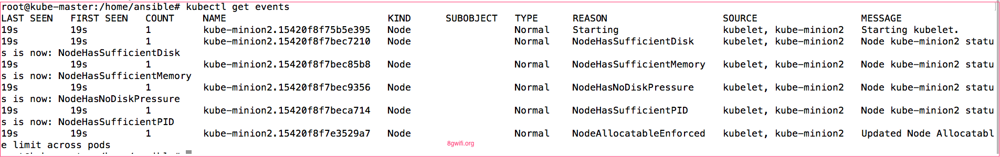 root@kube-master:/home/ansible# kubectl get events
LAST SEEN FIRST SEEN COUNT NAME KIND SUBOBJECT TYPE REASON SOURCE MESSAGE
19s 19s 1 kube-minion2.15420f8f75b5e395 Node Normal Starting kubelet, kube-minion2 Starting kubelet.
19s 19s 1 kube-minion2.15420f8f7bec7210 Node Normal NodeHasSufficientDisk kubelet, kube-minion2 Node kube-minion2 statu
s is now: NodeHasSufficientDisk
19s 19s 1 kube-minion2.15420f8f7bec85b8 Node Normal NodeHasSufficientMemory kubelet, kube-minion2 Node kube-minion2 statu
s is now: NodeHasSufficientMemory
19s 19s 1 kube-minion2.15420f8f7bec9356 Node Normal NodeHasNoDiskPressure kubelet, kube-minion2 Node kube-minion2 statu
s is now: NodeHasNoDiskPressure
19s 19s 1 kube-minion2.15420f8f7beca714 Node Normal NodeHasSufficientPID kubelet, kube-minion2 Node kube-minion2 statu
s is now: NodeHasSufficientPID
19s 19s 1 kube-minion2.15420f8f7e3529a7 Node Normal NodeAllocatableEnforced kubelet, kube-minion2 Updated Node Allocatabl
e limit across pods
8gwifi.org